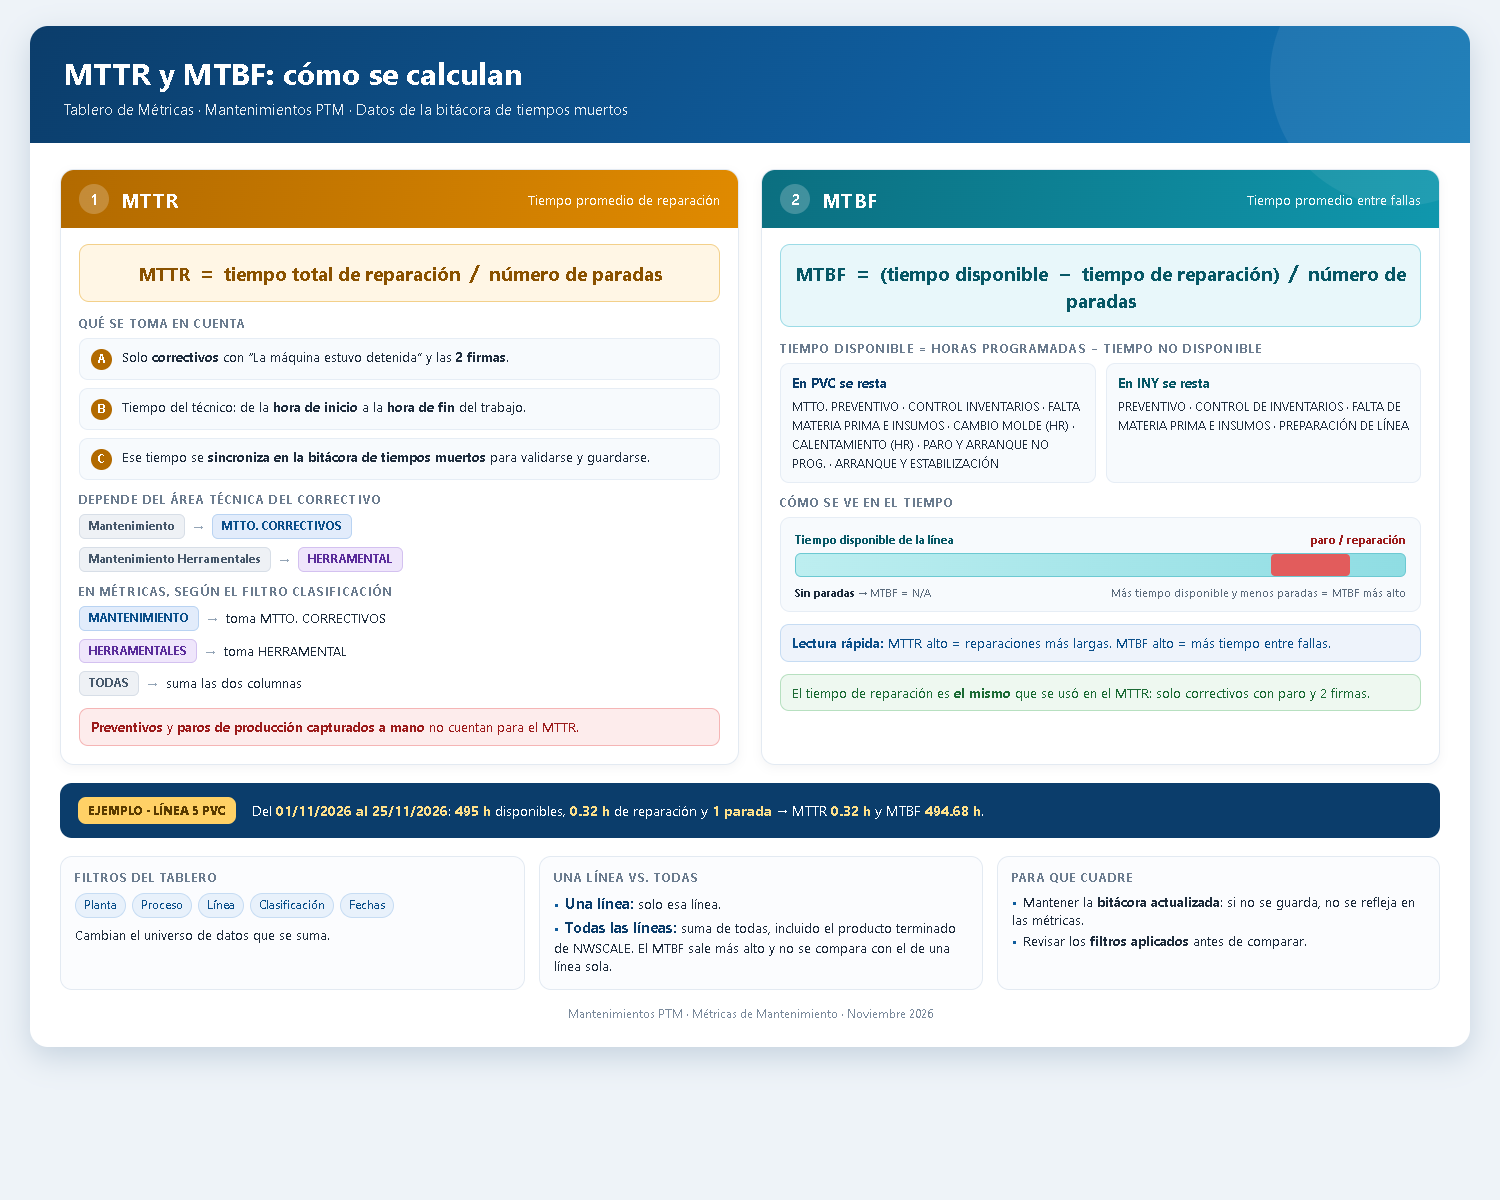 MTTR y MTBF: cómo se calculan
Tablero de Métricas · Mantenimientos PTM · Datos de la bitácora de tiempos muertos
1 MTTR Tiempo promedio de reparación
MTTR = tiempo total de reparación / número de paradas
QUÉ SE TOMA EN CUENTA
A Solo correctivos con "La máquina estuvo detenida" y las 2 firmas.
B Tiempo del técnico: de la hora de inicio a la hora de fin del trabajo.
C Ese tiempo se sincroniza en la bitácora de tiempos muertos para validarse y guardarse.
DEPENDE DEL ÁREA TÉCNICA DEL CORRECTIVO
Mantenimiento → MTTO. CORRECTIVOS
Mantenimiento Herramentales → HERRAMENTAL
EN MÉTRICAS, SEGÚN EL FILTRO CLASIFICACIÓN
MANTENIMIENTO → toma MTTO. CORRECTIVOS
HERRAMENTALES → toma HERRAMENTAL
TODAS → suma las dos columnas
Preventivos y paros de producción capturados a mano no cuentan para el MTTR.
2 MTBF Tiempo promedio entre fallas
MTBF = (tiempo disponible − tiempo de reparación) / número de
paradas
TIEMPO DISPONIBLE = HORAS PROGRAMADAS − TIEMPO NO DISPONIBLE
En PVC se resta
MTTO. PREVENTIVO · CONTROL INVENTARIOS · FALTA
MATERIA PRIMA E INSUMOS · CAMBIO MOLDE (HR) ·
CALENTAMIENTO (HR) · PARO Y ARRANQUE NO
PROG. · ARRANQUE Y ESTABILIZACIÓN
En INY se resta
PREVENTIVO · CONTROL DE INVENTARIOS · FALTA DE
MATERIA PRIMA E INSUMOS · PREPARACIÓN DE LÍNEA
CÓMO SE VE EN EL TIEMPO
Tiempo disponible de la línea paro / reparación
Sin paradas → MTBF = N/A Más tiempo disponible y menos paradas = MTBF más alto
Lectura rápida: MTTR alto = reparaciones más largas. MTBF alto = más tiempo entre fallas.
El tiempo de reparación es el mismo que se usó en el MTTR: solo correctivos con paro y 2 firmas.
EJEMPLO · LÍNEA 5 PVC Del 01/11/2026 al 25/11/2026: 495 h disponibles, 0.32 h de reparación y 1 parada → MTTR 0.32 h y MTBF 494.68 h.
FILTROS DEL TABLERO
Planta Proceso Línea Clasificación Fechas
Cambian el universo de datos que se suma.
UNA LÍNEA VS. TODAS
• Una línea: solo esa línea.
• Todas las líneas: suma de todas, incluido el producto terminado
de NWSCALE. El MTBF sale más alto y no se compara con el de una
línea sola.
PARA QUE CUADRE
• Mantener la bitácora actualizada: si no se guarda, no se refleja en
las métricas.
• Revisar los filtros aplicados antes de comparar.
Mantenimientos PTM · Métricas de Mantenimiento · Noviembre 2026